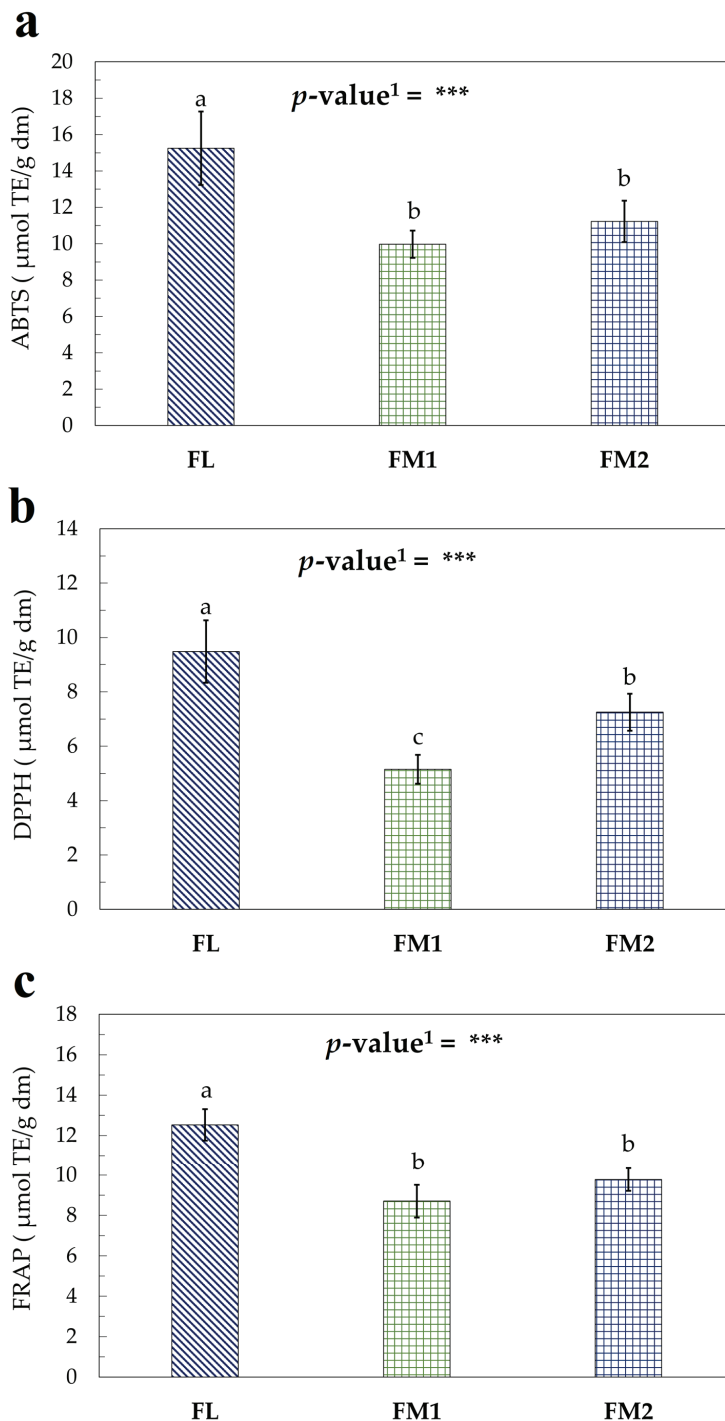 a
ABTS ( µmol TE/g dm)
20
18
16
14
12
10
8
6
4
2
0
p-value¹ = ***
a
b
b
FL FM1 FM2
b
DPPH ( µmol TE/g dm)
14
12
10
8
6
4
2
0
p-value¹ = ***
a
c
b
FL FM1 FM2
c
FRAP ( µmol TE/g dm)
18
16
14
12
10
8
6
4
2
0
p-value¹ = ***
a
b
b
FL FM1 FM2